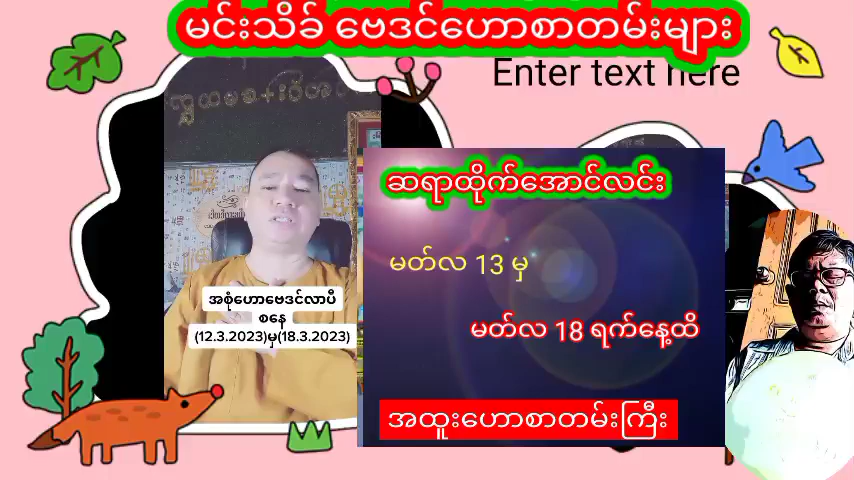 မင်းသိခ် ဗေဒင်ဟောစာတမ်းများ
Enter text here
ဆရာထိုက်အောင်လင်း
မတ်လ 13 မှ
မတ်လ 18 ရက်နေ့ထိ
အထူးဟောစာတမ်းကြီး
အစုံဟောဗေဒင်လာပီ
စနေ
(12.3.2023)မှ(18.3.2023)